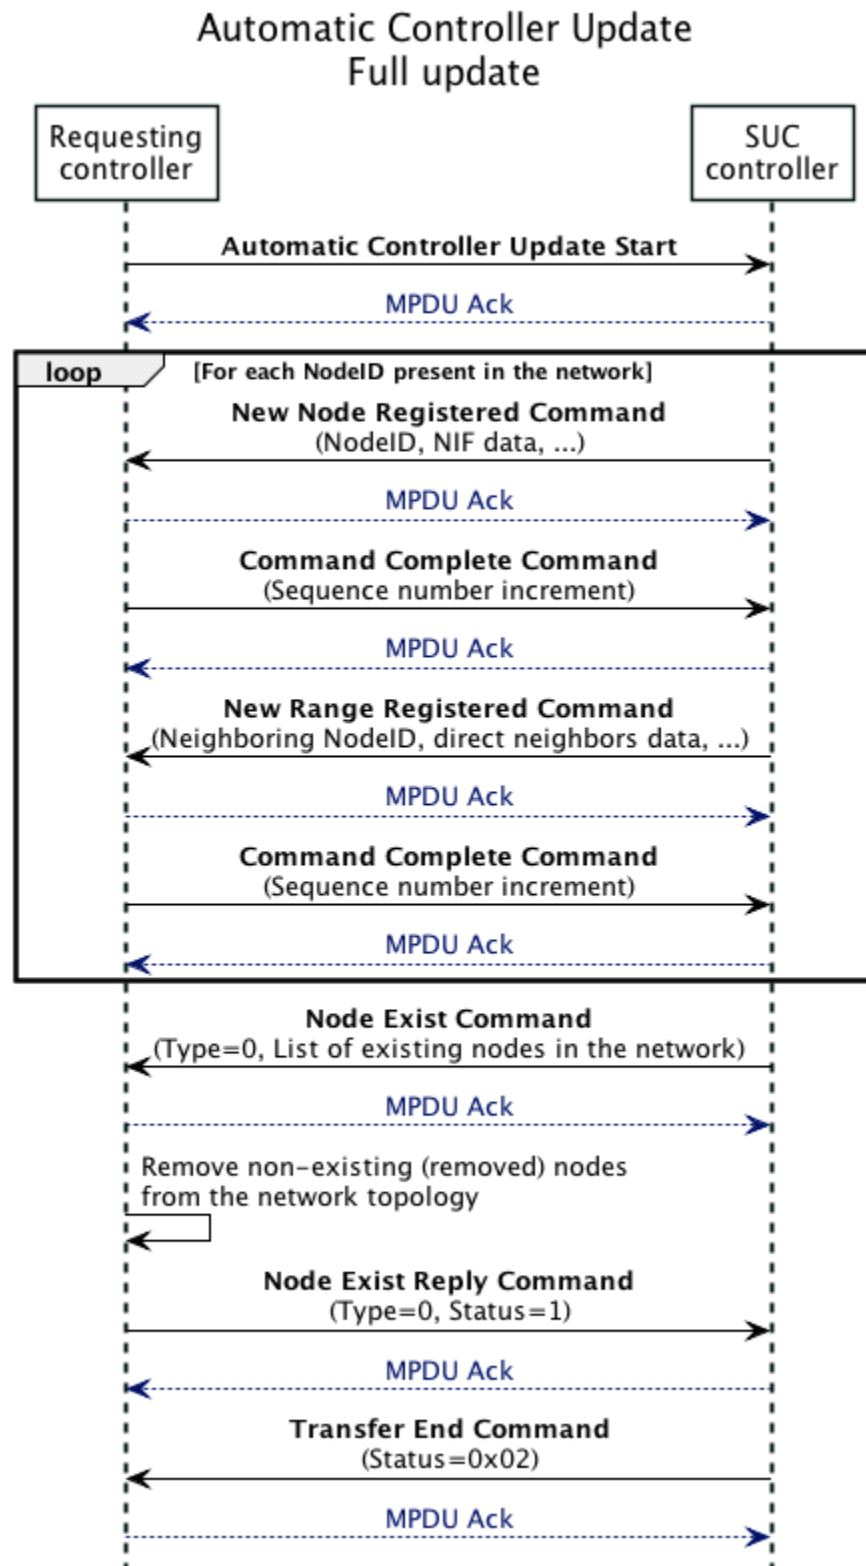 Automatic Controller Update
Full update
Requesting
controller
SUC
controller
Automatic Controller Update Start
MPDU Ack
loop
[For each NodeID present in the network]
New Node Registered Command
(NodeID, NIF data, ...)
MPDU Ack
Command Complete Command
(Sequence number increment)
MPDU Ack
New Range Registered Command
(Neighboring NodeID, direct neighbors data, ...)
MPDU Ack
Command Complete Command
(Sequence number increment)
MPDU Ack
Node Exist Command
(Type=0, List of existing nodes in the network)
MPDU Ack
Remove non-existing (removed) nodes
from the network topology
Node Exist Reply Command
(Type=0, Status=1)
MPDU Ack
Transfer End Command
(Status=0x02)
MPDU Ack